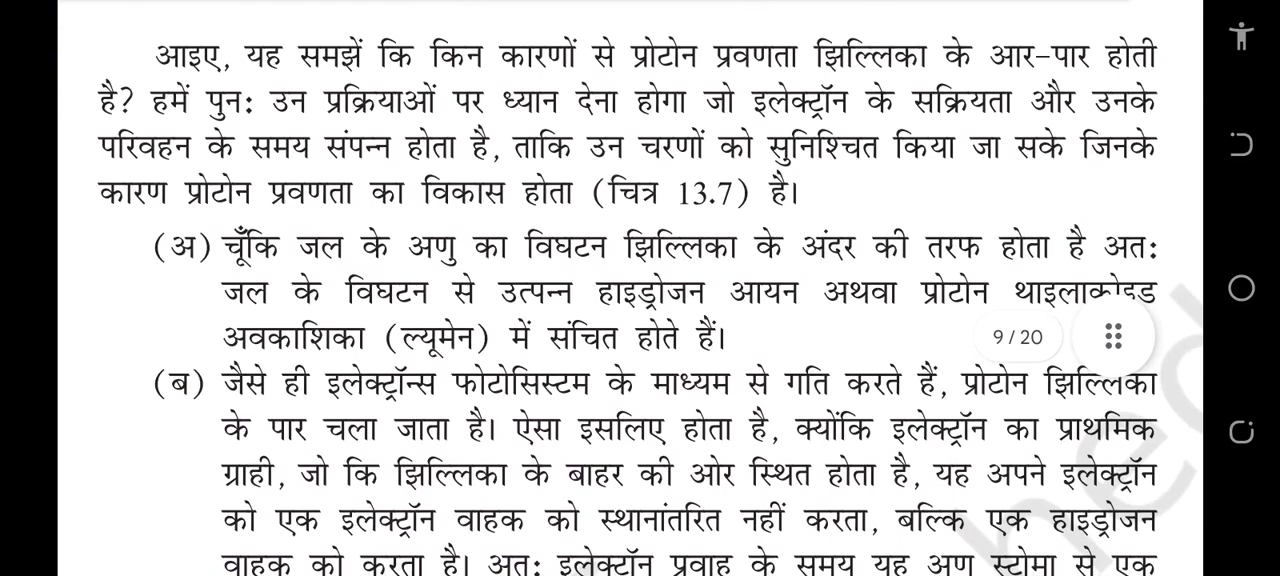 आइए, यह समझें कि किन कारणों से प्रोटोन प्रवणता झिल्लिका के आर-पार होती
है? हमें पुन: उन प्रक्रियाओं पर ध्यान देना होगा जो इलेक्ट्रॉन के सक्रियता और उनके
परिवहन के समय संपन्न होता है, ताकि उन चरणों को सुनिश्चित किया जा सके जिनके
कारण प्रोटोन प्रवणता का विकास होता (चित्र 13.7) है।
(अ) चूँकि जल के अणु का विघटन झिल्लिका के अंदर की तरफ होता है अत:
जल के विघटन से उत्पन्न हाइड्रोजन आयन अथवा प्रोटोन थाइलाकोइड
अवकाशिका (ल्यूमेन) में संचित होते हैं।
9 / 20
(ब) जैसे ही इलेक्ट्रॉन्स फोटोसिस्टम के माध्यम से गति करते हैं, प्रोटोन झिल्लिका
के पार चला जाता है। ऐसा इसलिए होता है, क्योंकि इलेक्ट्रॉन का प्राथमिक
ग्राही, जो कि झिल्लिका के बाहर की ओर स्थित होता है, यह अपने इलेक्ट्रॉन
को एक इलेक्ट्रॉन वाहक को स्थानांतरित नहीं करता, बल्कि एक हाइड्रोजन
वाहक को करता है। अत: इलेक्ट्रॉन प्रवाह के समय यह अणु स्टोमा से एक